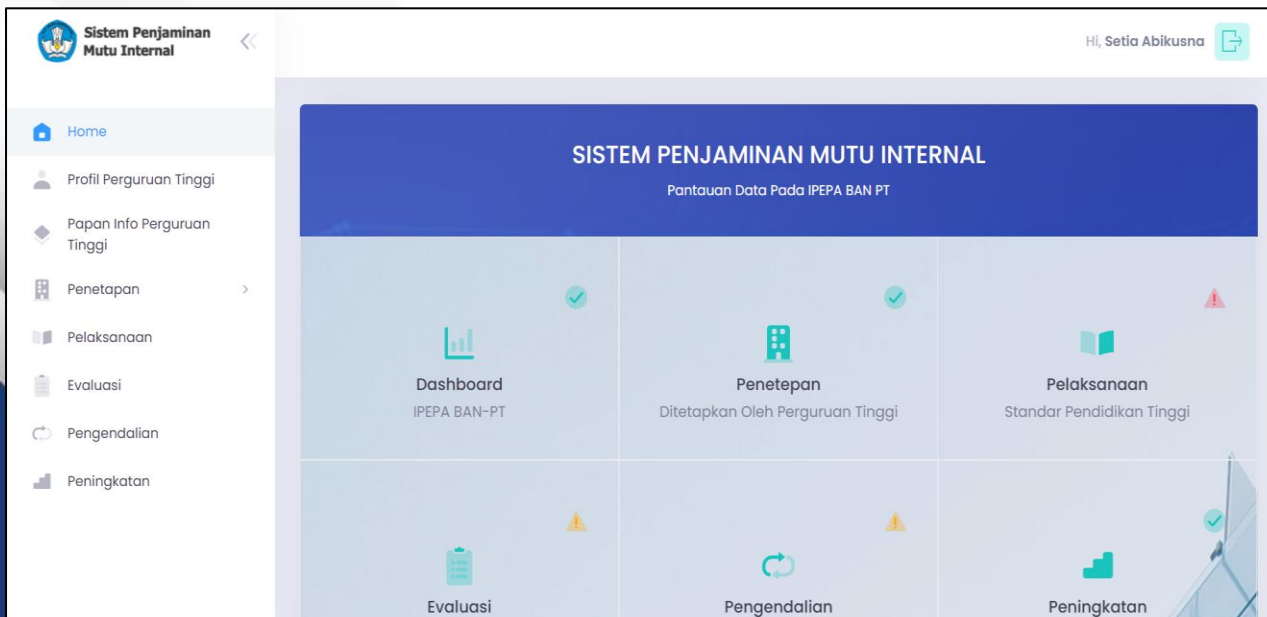 Sistem Penjaminan
Mutu Internal
Hi, Setia Abikusna
Home
Profil Perguruan Tinggi
Papan Info Perguruan
Tinggi
Penetapan
Pelaksanaan
Evaluasi
Pengendalian
Peningkatan
SISTEM PENJAMINAN MUTU INTERNAL
Pantauan Data Pada IPEPA BAN PT
Dashboard
IPEPA BAN-PT
Penetepan
Ditetapkan Oleh Perguruan Tinggi
Pelaksanaan
Standar Pendidikan Tinggi
Evaluasi
Pengendalian
Peningkatan